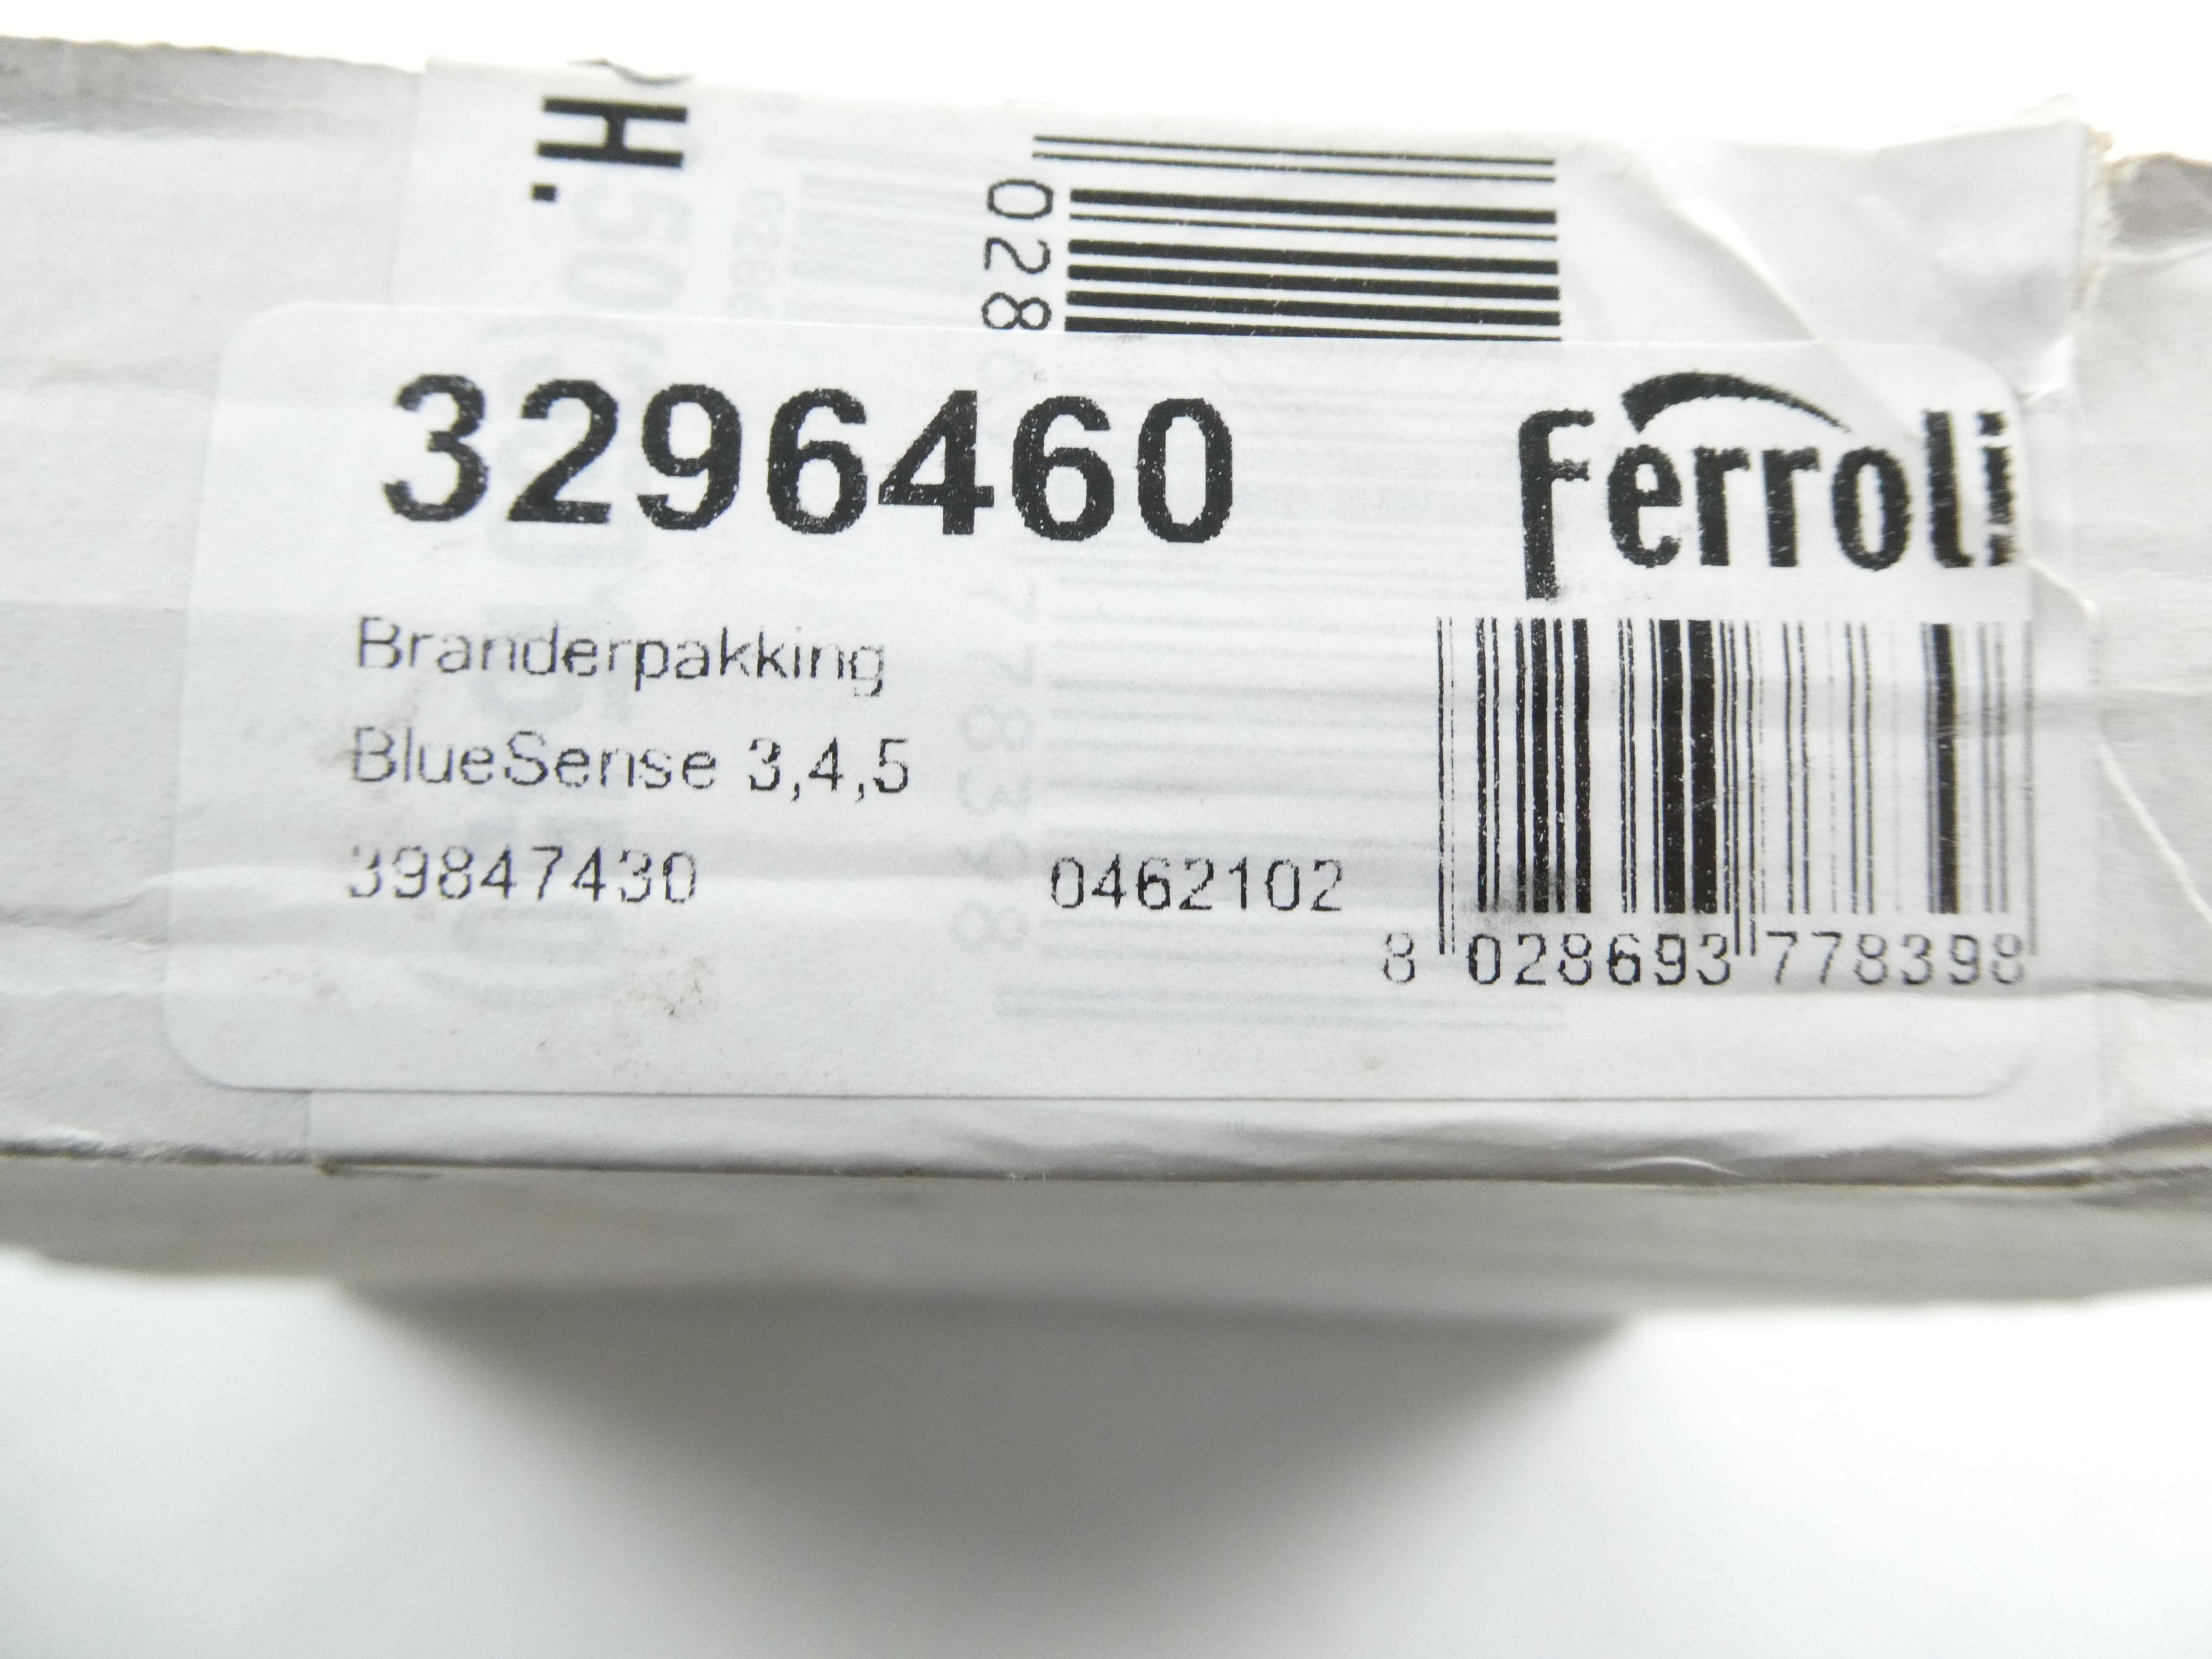 H.
028
3296460
ferroli
Branderpakking
BlueSense 3,4,5
39847430 0462102
8 028693 778398